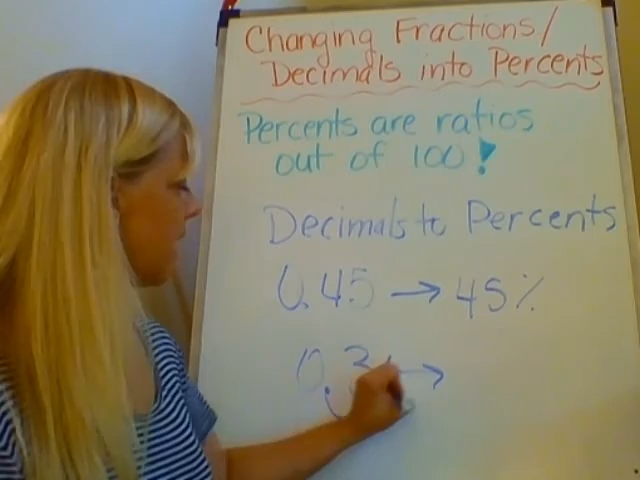 Changing Fractions/
Decimals into Percents
Percents are ratios
out of 100!
Decimals to Percents
0.45 → 45%
0.3 →